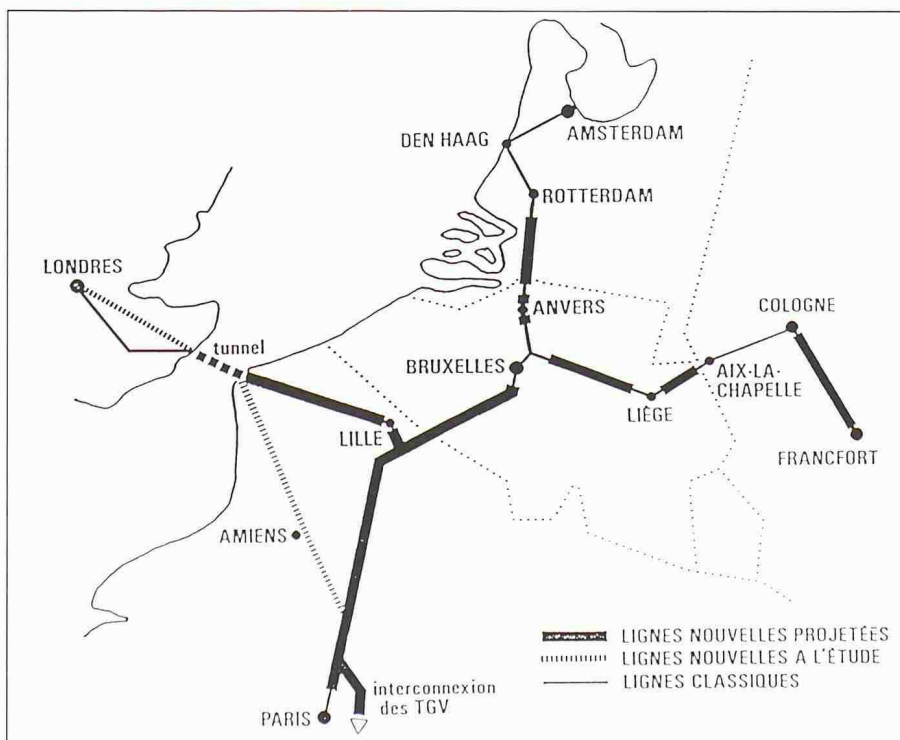 AMSTERDAM
DEN HAAG
ROTTERDAM
LONDRES
ANVERS
COLOGNE
tunnel
BRUXELLES
AIX-LA-
CHAPELLE
LIÈGE
LILLE
FRANCFORT
AMIENS
LIGNES NOUVELLES PROJETÉES
LIGNES NOUVELLES A L'ÉTUDE
LIGNES CLASSIQUES
interconnexion
des TGV
PARIS